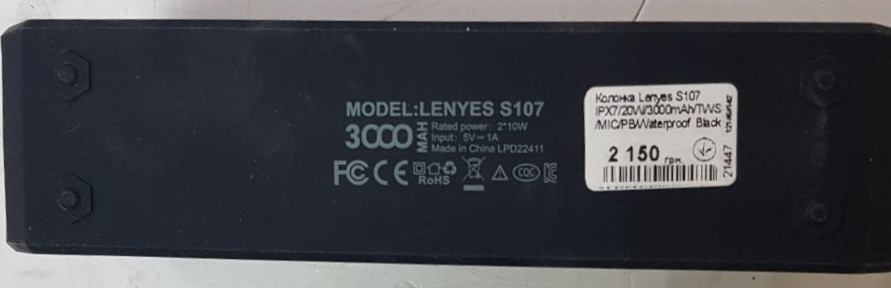 MODEL:LENYES S107
3000 MAH
Rated power: 2*10W
Input: 5V⎓1A
Made in China LPD22411
FC CE
RoHS
CQC
Колонка Lenyes S107
IPX7/20W/3000mAh/TWS
/MIC/PB/Waterproof Black
2 150 грн.
21447